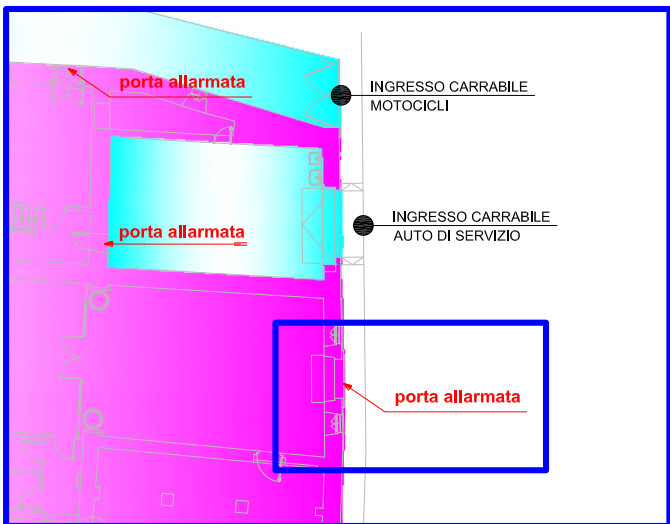 porta allarmata
INGRESSO CARRABILE
MOTOCICLI
INGRESSO CARRABILE
AUTO DI SERVIZIO
porta allarmata
porta allarmata